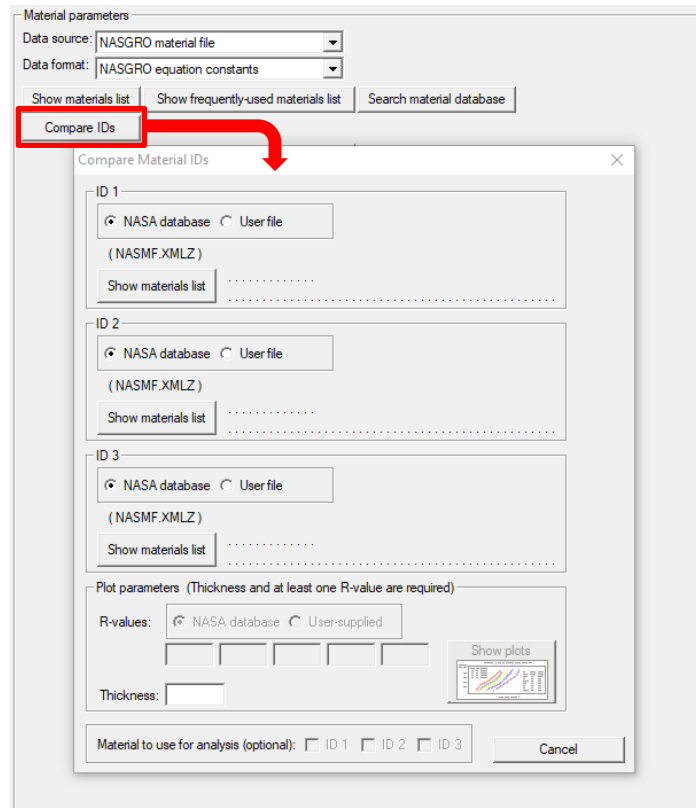 Material parameters
Data source: NASGRO material file
Data format: NASGRO equation constants
Show materials list Show frequently-used materials list Search material database
Compare IDs
Compare Material IDs
ID 1
NASA database User file
( NASMF.XMLZ )
Show materials list
ID 2
NASA database User file
( NASMF.XMLZ )
Show materials list
ID 3
NASA database User file
( NASMF.XMLZ )
Show materials list
Plot parameters (Thickness and at least one R-value are required)
R-values: NASA database User-supplied
Show plots
Thickness:
Material to use for analysis (optional): ID 1 ID 2 ID 3 Cancel